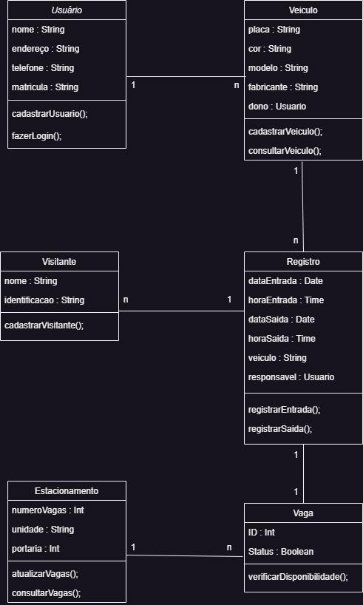 Usuário
nome : String
endereço : String
telefone : String
matricula : String
cadastrarUsuario();
fazerLogin();
1
n
Veiculo
placa : String
cor : String
modelo : String
fabricante : String
dono : Usuario
cadastrarVeiculo();
consultarVeiculo();
1
n
Visitante
nome : String
identificacao : String
cadastrarVisitante();
n
1
Registro
dataEntrada : Date
horaEntrada : Time
dataSaida : Date
horaSaida : Time
veiculo : String
responsavel : Usuario
registrarEntrada();
registrarSaida();
1
1
Estacionamento
numeroVagas : Int
unidade : String
portaria : Int
atualizarVagas();
consultarVagas();
1
n
Vaga
ID : Int
Status : Boolean
verificarDisponibilidade();